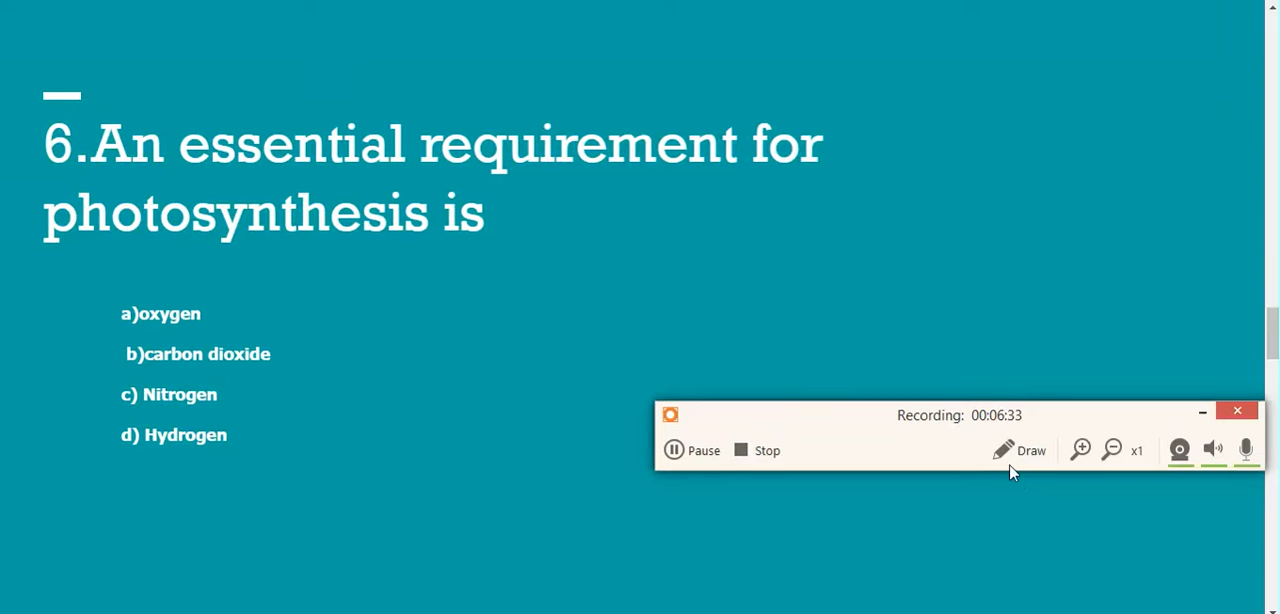 6.An essential requirement for
photosynthesis is
a)oxygen
b)carbon dioxide
c) Nitrogen
d) Hydrogen
Recording: 00:06:33
Pause Stop Draw x1